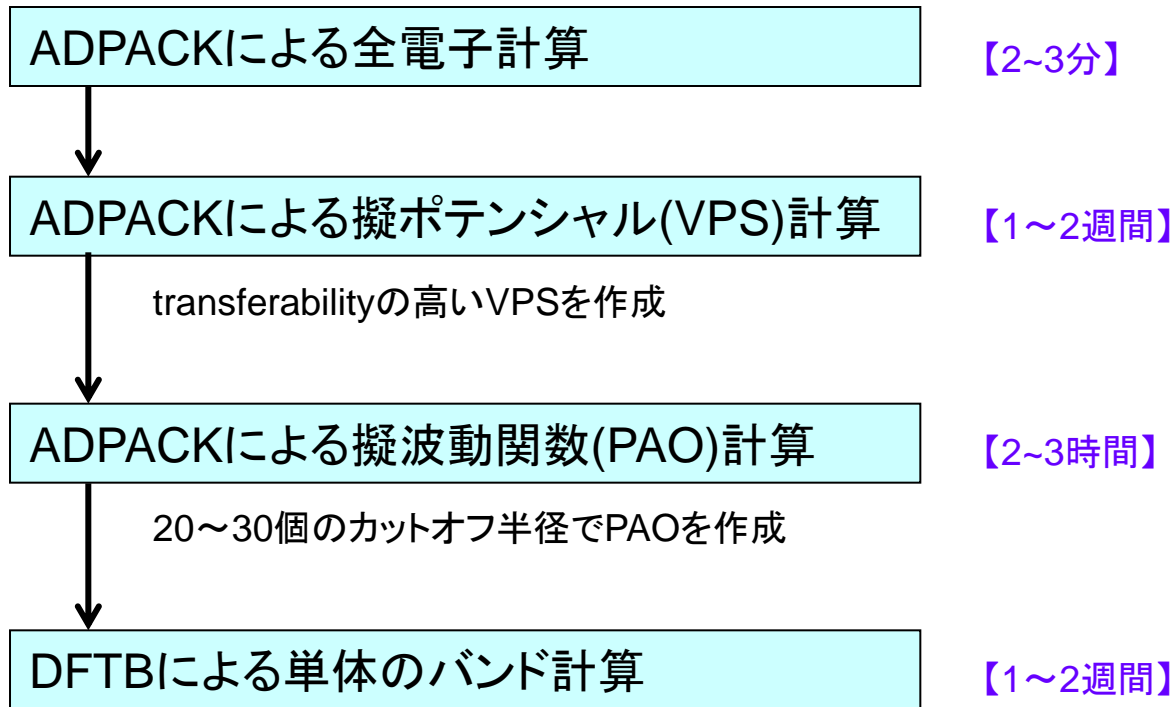 ADPACKによる全電子計算 【2~3分】
ADPACKによる擬ポテンシャル(VPS)計算 【1～2週間】
transferabilityの高いVPSを作成
ADPACKによる擬波動関数(PAO)計算 【2~3時間】
20～30個のカットオフ半径でPAOを作成
DFTBによる単体のバンド計算 【1～2週間】